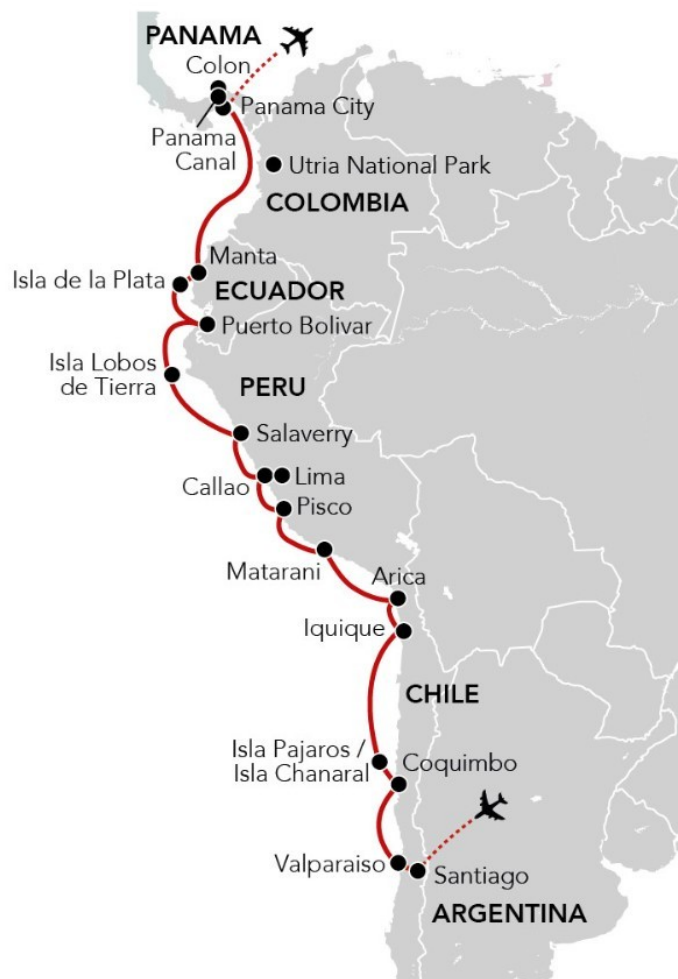 PANAMA
Colon
Panama City
Panama
Canal
Utria National Park
COLOMBIA
Manta
Isla de la Plata
ECUADOR
Puerto Bolivar
Isla Lobos
de Tierra
PERU
Salaverry
Callao
Lima
Pisco
Matarani
Arica
Iquique
CHILE
Isla Pajaros /
Isla Chanaral
Coquimbo
Valparaiso
Santiago
ARGENTINA